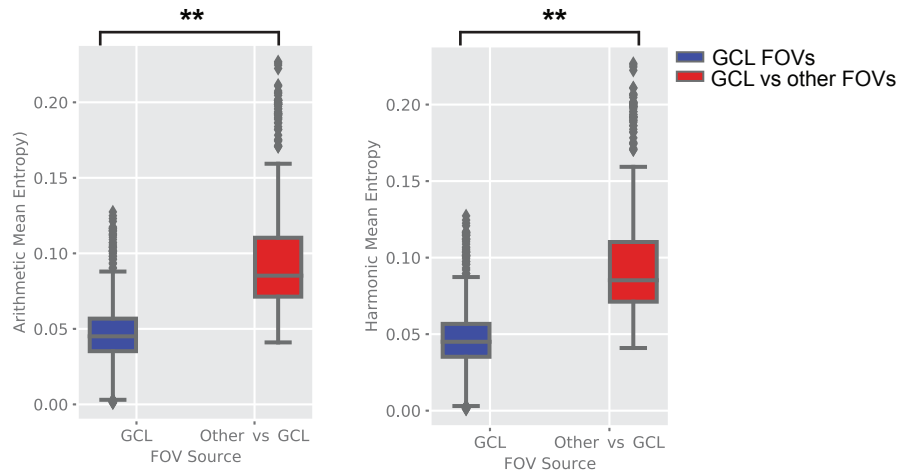 **
**
GCL FOVs
GCL vs other FOVs
Arithmetic Mean Entropy)
0.20
0.15
0.10
0.05
0.00
GCL
Other vs GCL
FOV Source
Harmonic Mean Entropy
0.20
0.15
0.10
0.05
0.00
GCL
Other vs GCL
FOV Source